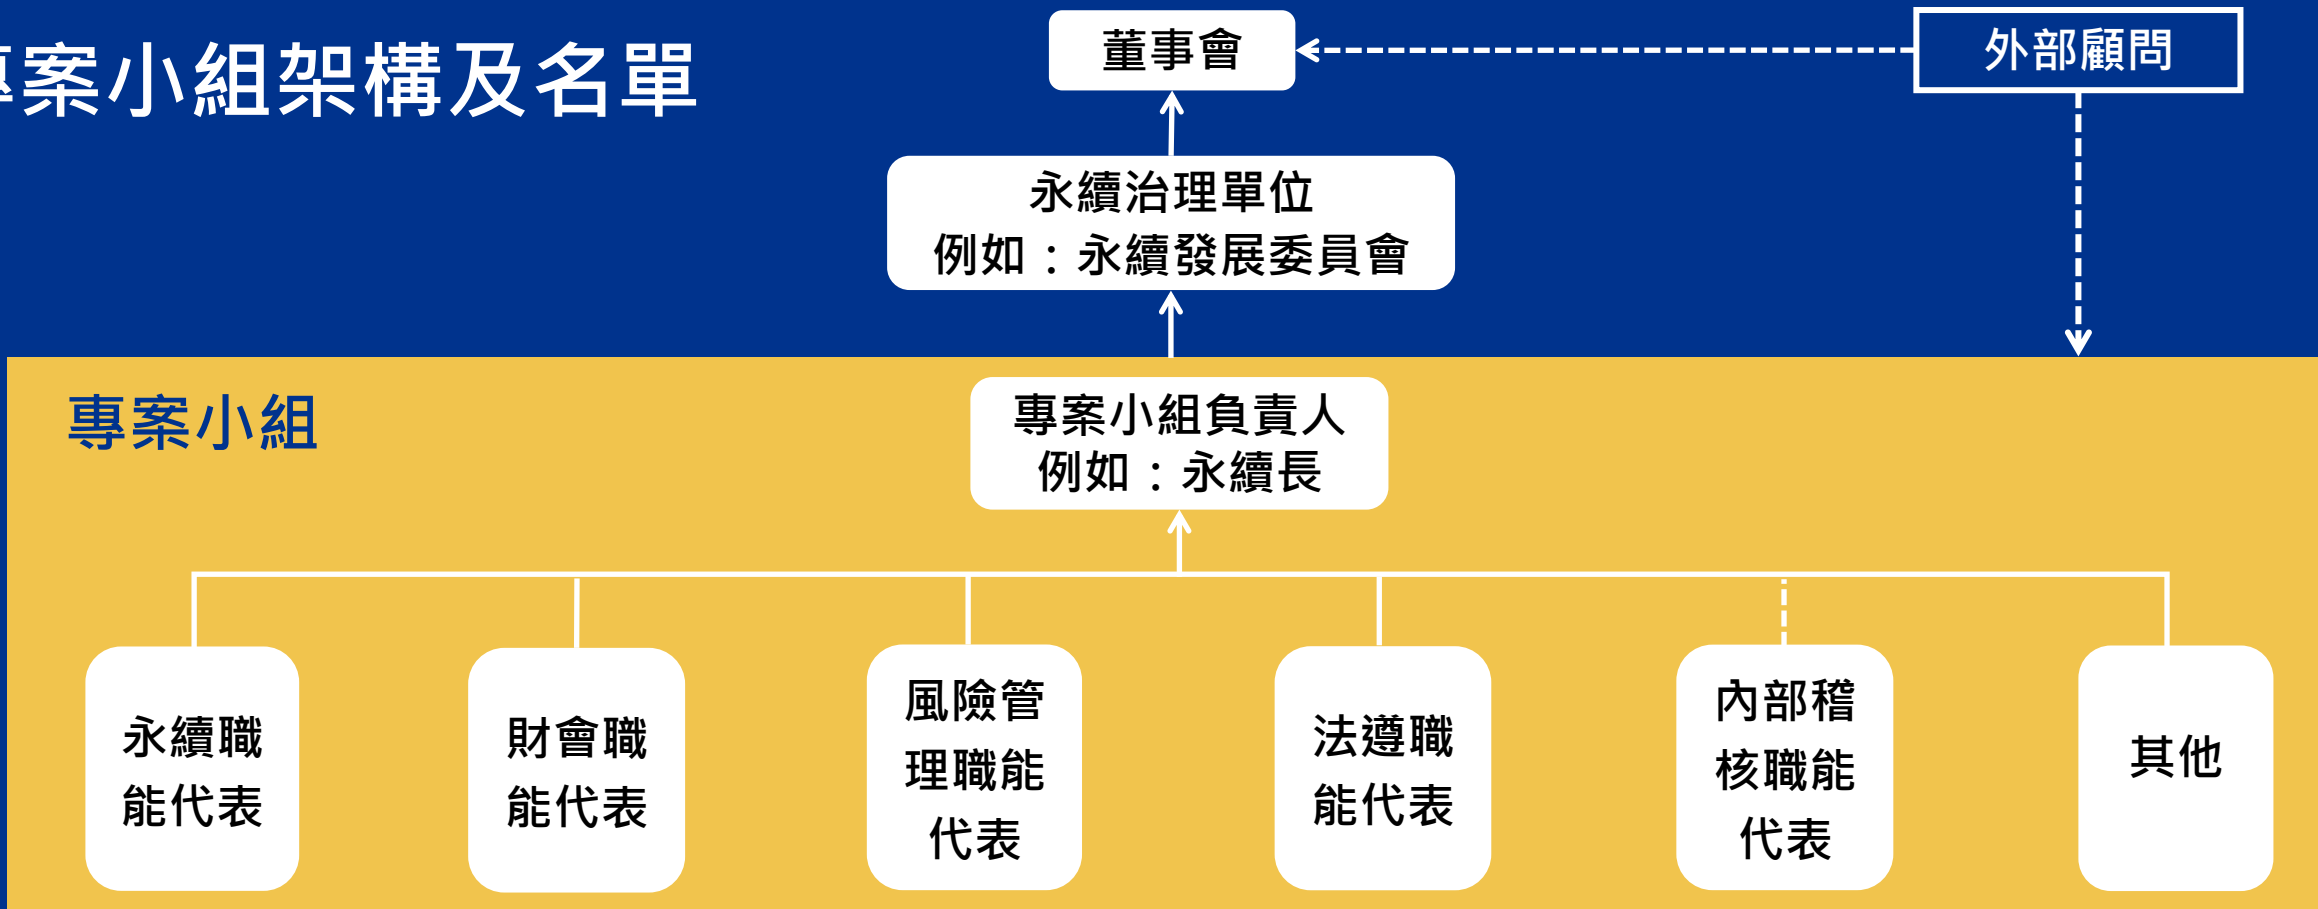 專案小組架構及名單
董事會
外部顧問
永續治理單位
例如：永續發展委員會
專案小組
專案小組負責人
例如：永續長
永續職
能代表
財會職
能代表
風險管
理職能
代表
法遵職
能代表
內部稽
核職能
代表
其他